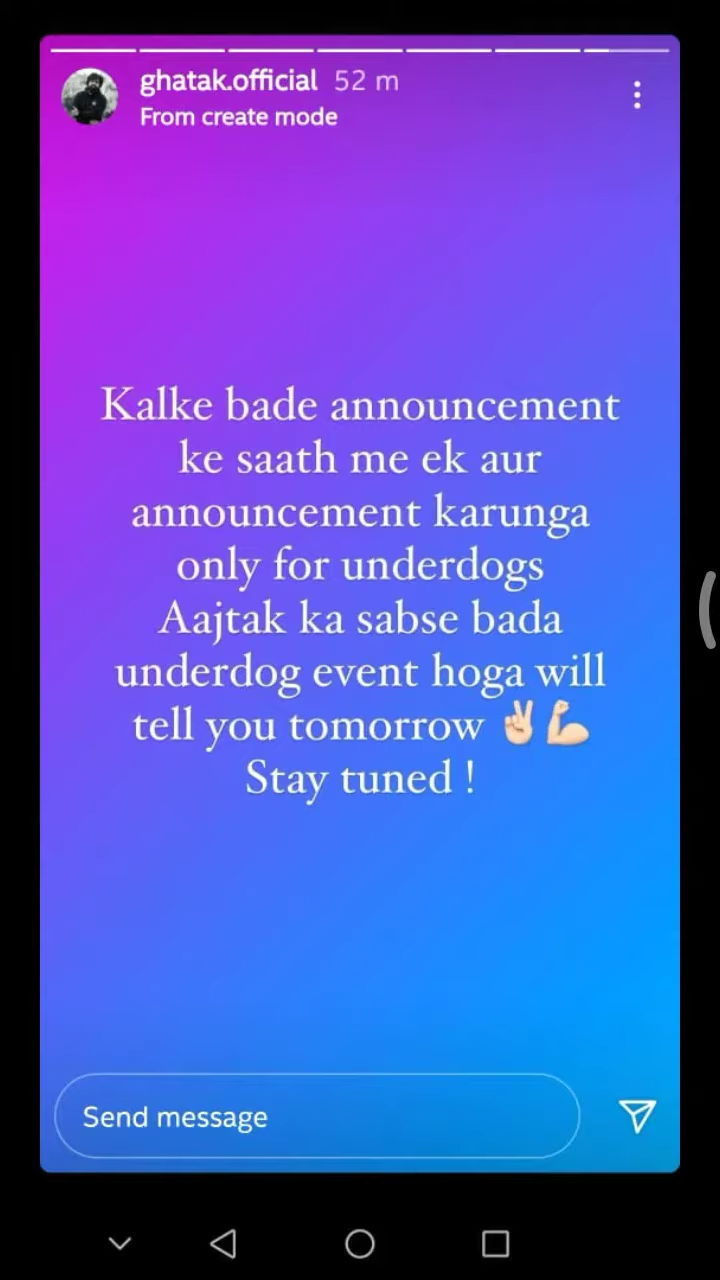 ghatak.official 52 m
From create mode
Kalke bade announcement
ke saath me ek aur
announcement karunga
only for underdogs
Aajtak ka sabse bada
underdog event hoga will
tell you tomorrow ✌🏻💪🏻
Stay tuned !
Send message